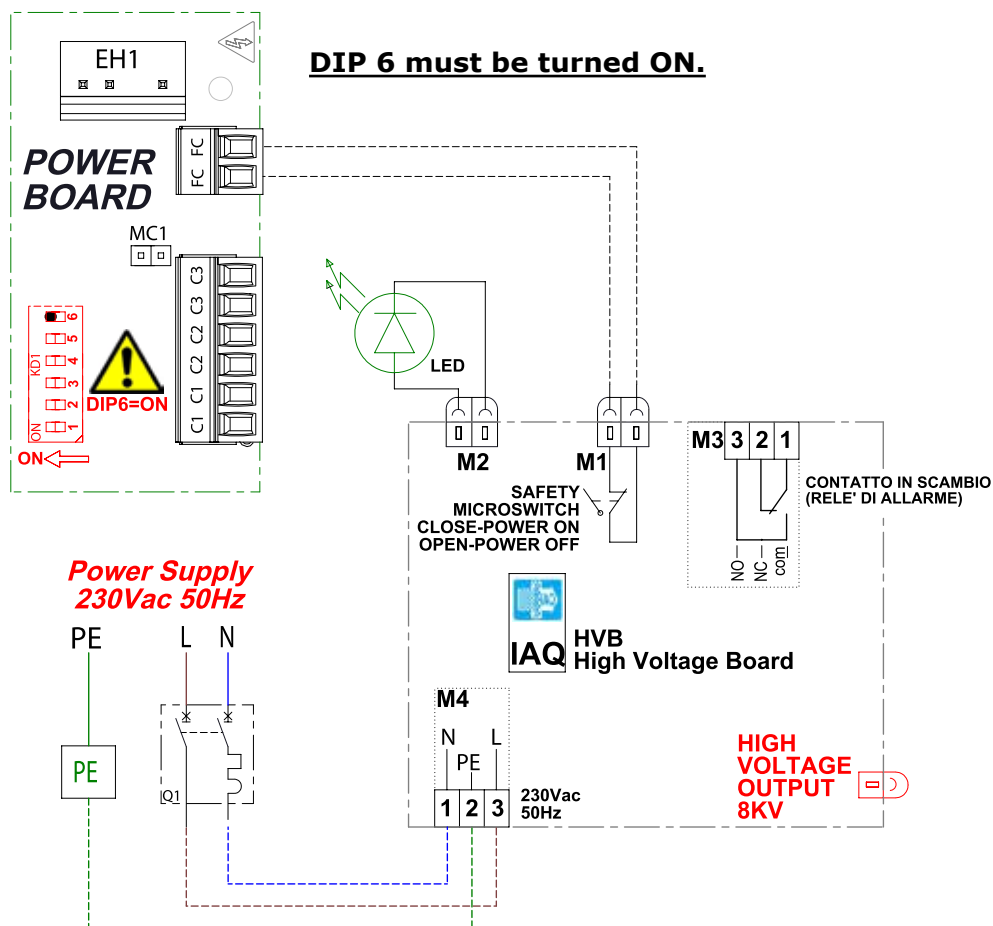 EH1
DIP 6 must be turned ON.
POWER
BOARD
FC
FC
MC1
C3
C3
C2
C2
C1
C1
KD1
6
5
4
3
2
1
ON
DIP6=ON
ON
LED
M2
M1
M3
3 2 1
SAFETY
MICROSWITCH
CLOSE-POWER ON
OPEN-POWER OFF
CONTATTO IN SCAMBIO
(RELE' DI ALLARME)
NO
NC
com
Power Supply
230Vac 50Hz
PE
L
N
PE
Q1
IAQ
HVB
High Voltage Board
M4
N
PE
L
1 2 3
230Vac
50Hz
HIGH
VOLTAGE
OUTPUT
8KV